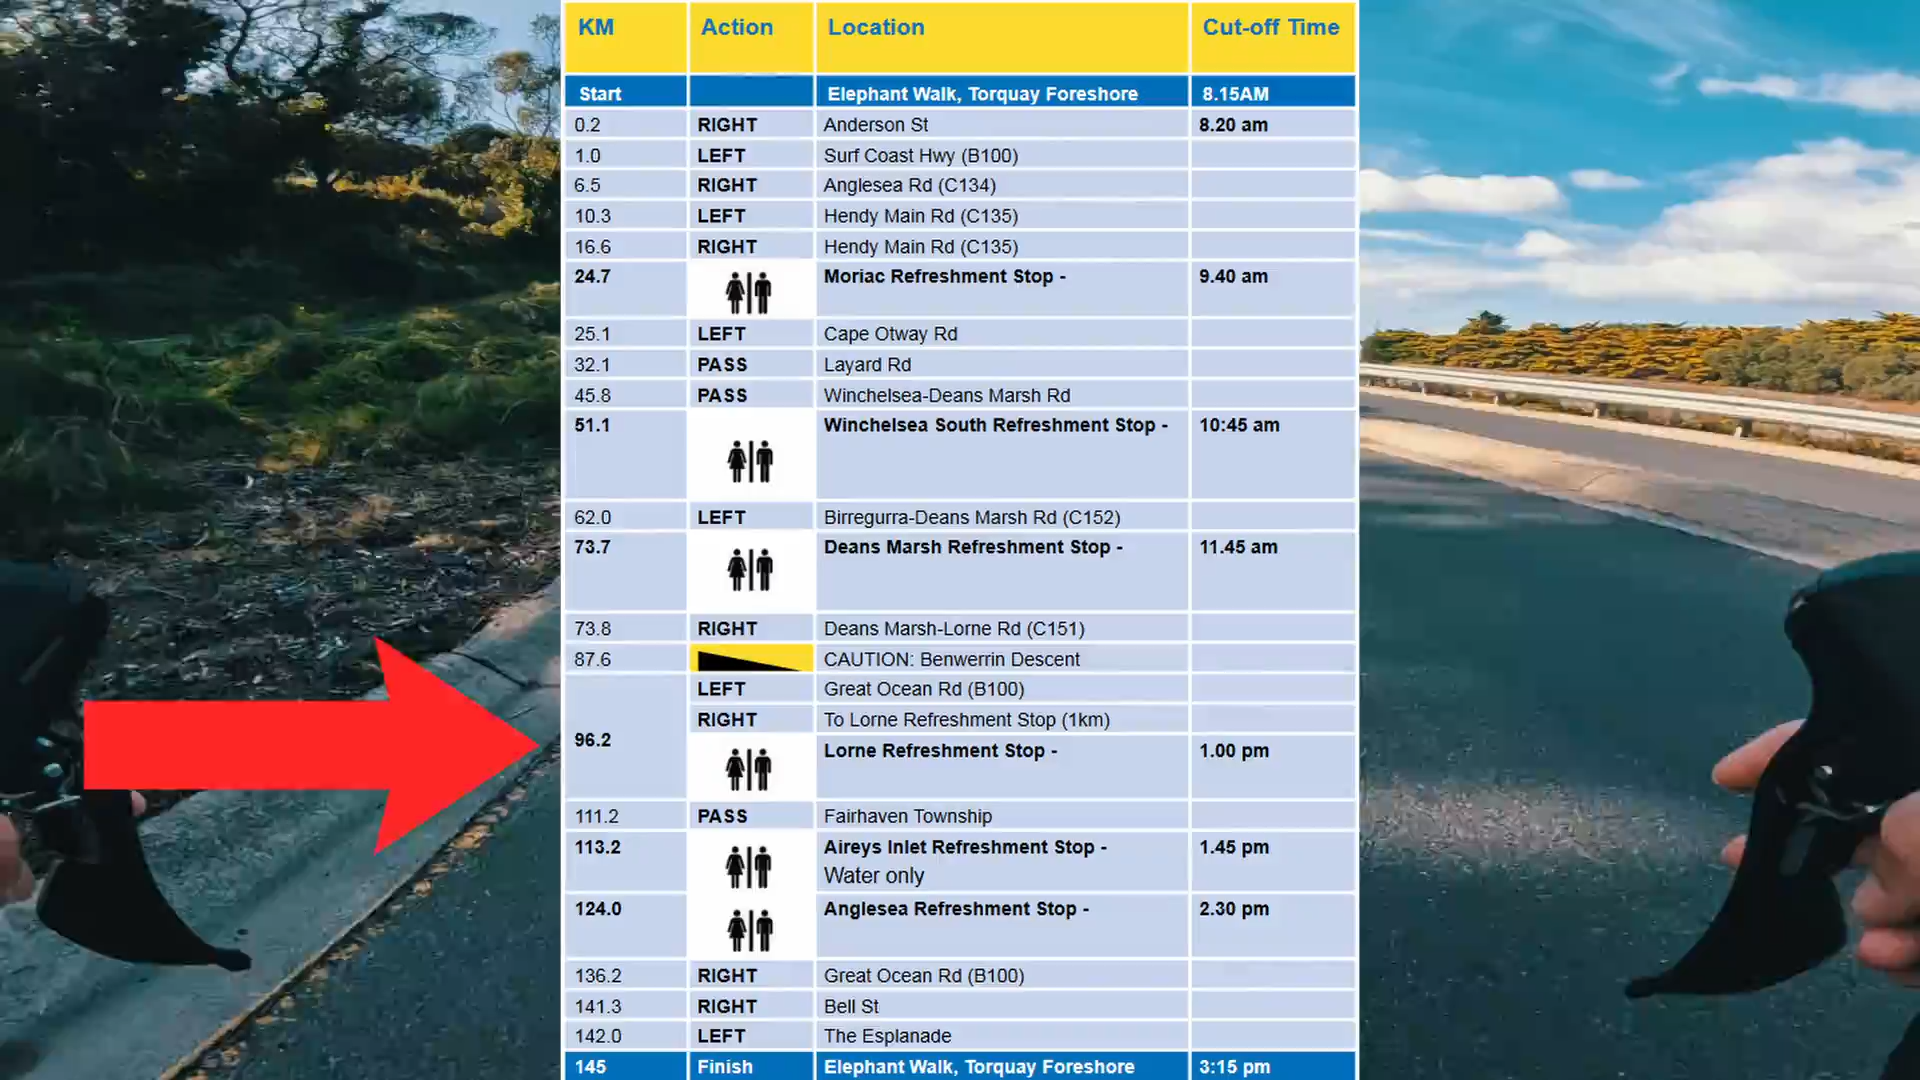 KM Action Location Cut-off Time
Start Elephant Walk, Torquay Foreshore 8.15AM
0.2 RIGHT Anderson St 8.20 am
1.0 LEFT Surf Coast Hwy (B100)
6.5 RIGHT Anglesea Rd (C134)
10.3 LEFT Hendy Main Rd (C135)
16.6 RIGHT Hendy Main Rd (C135)
24.7 Moriac Refreshment Stop - 9.40 am
25.1 LEFT Cape Otway Rd
32.1 PASS Layard Rd
45.8 PASS Winchelsea-Deans Marsh Rd
51.1 Winchelsea South Refreshment Stop - 10:45 am
62.0 LEFT Birregurra-Deans Marsh Rd (C152)
73.7 Deans Marsh Refreshment Stop - 11.45 am
73.8 RIGHT Deans Marsh-Lorne Rd (C151)
87.6 CAUTION: Benwerrin Descent
LEFT Great Ocean Rd (B100)
RIGHT To Lorne Refreshment Stop (1km)
96.2 Lorne Refreshment Stop - 1.00 pm
111.2 PASS Fairhaven Township
113.2 Aireys Inlet Refreshment Stop - 1.45 pm
Water only
124.0 Anglesea Refreshment Stop - 2.30 pm
136.2 RIGHT Great Ocean Rd (B100)
141.3 RIGHT Bell St
142.0 LEFT The Esplanade
145 Finish Elephant Walk, Torquay Foreshore 3:15 pm